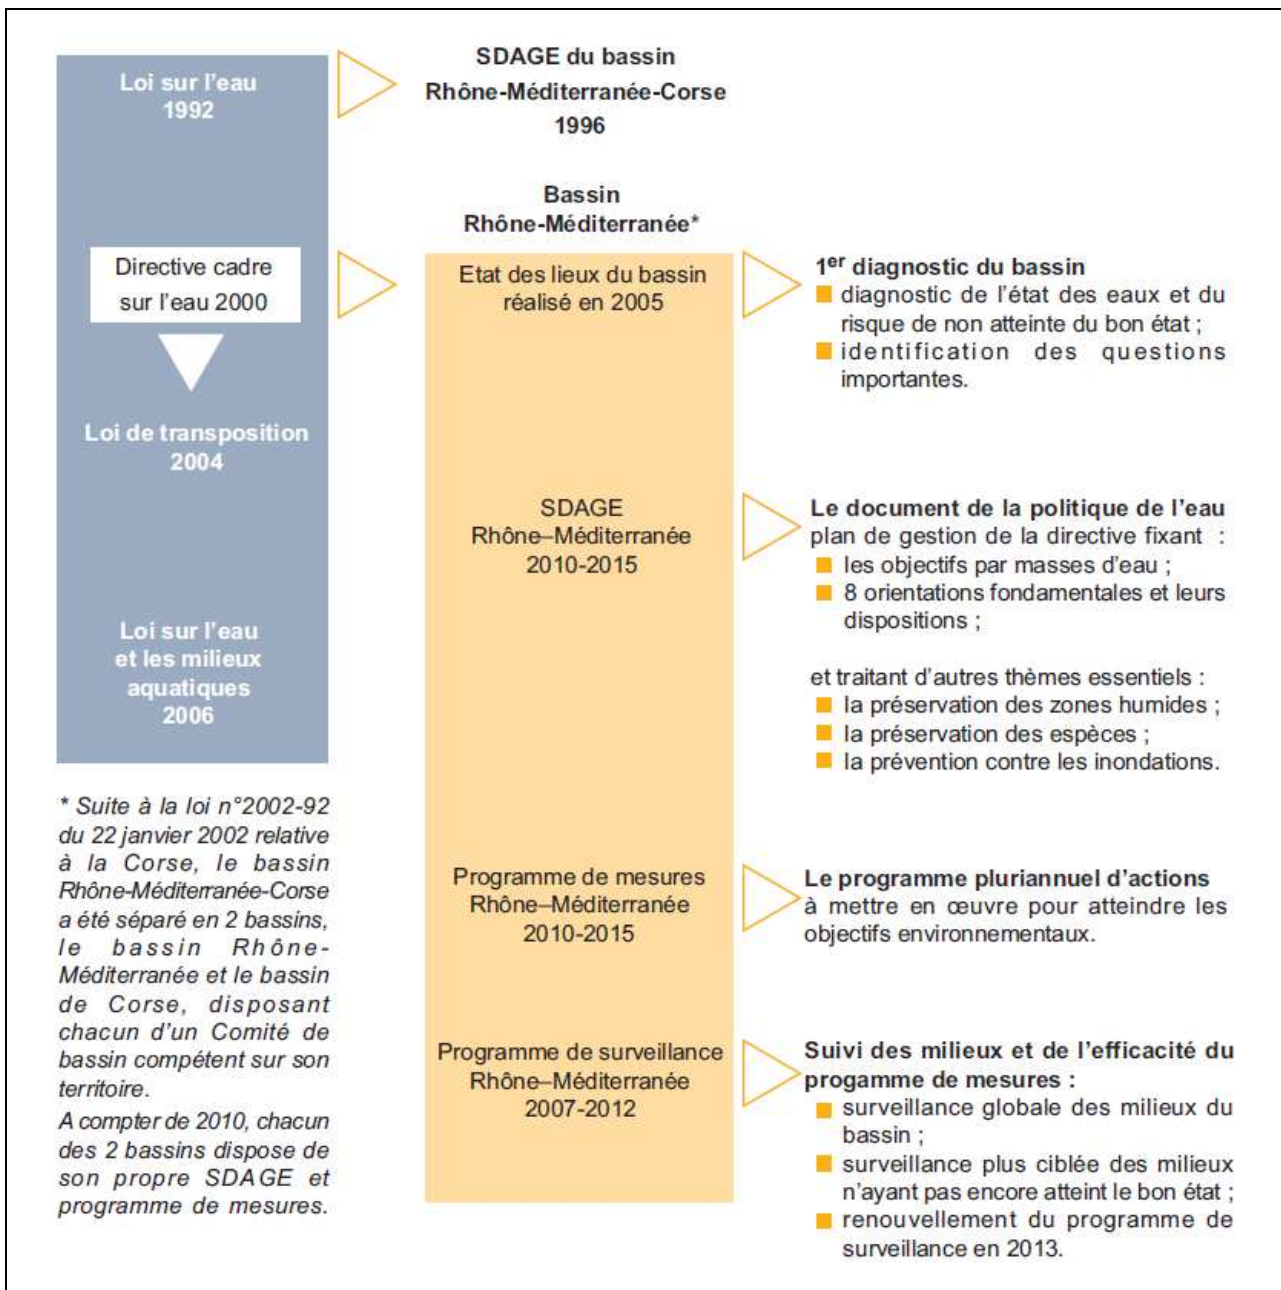 Loi sur l'eau
1992
SDAGE du bassin
Rhône-Méditerranée-Corse
1996
Bassin
Rhône-Méditerranée*
Directive cadre
sur l'eau 2000
Loi de transposition
2004
Loi sur l'eau
et les milieux
aquatiques
2006
Etat des lieux du bassin
réalisé en 2005
1er diagnostic du bassin
diagnostic de l'état des eaux et du
risque de non atteinte du bon état ;
identification des questions
importantes.
SDAGE
Rhône–Méditerranée
2010-2015
Le document de la politique de l'eau
plan de gestion de la directive fixant :
les objectifs par masses d'eau ;
8 orientations fondamentales et leurs
dispositions ;
et traitant d'autres thèmes essentiels :
la préservation des zones humides ;
la préservation des espèces ;
la prévention contre les inondations.
Programme de mesures
Rhône–Méditerranée
2010-2015
Le programme pluriannuel d'actions
à mettre en œuvre pour atteindre les
objectifs environnementaux.
Programme de surveillance
Rhône–Méditerranée
2007-2012
Suivi des milieux et de l'efficacité du
progamme de mesures :
surveillance globale des milieux du
bassin ;
surveillance plus ciblée des milieux
n'ayant pas encore atteint le bon état ;
renouvellement du programme de
surveillance en 2013.
* Suite à la loi n°2002-92
du 22 janvier 2002 relative
à la Corse, le bassin
Rhône-Méditerranée-Corse
a été séparé en 2 bassins,
le bassin Rhône-
Méditerranée et le bassin
de Corse, disposant
chacun d'un Comité de
bassin compétent sur son
territoire.
A compter de 2010, chacun
des 2 bassins dispose de
son propre SDAGE et
programme de mesures.